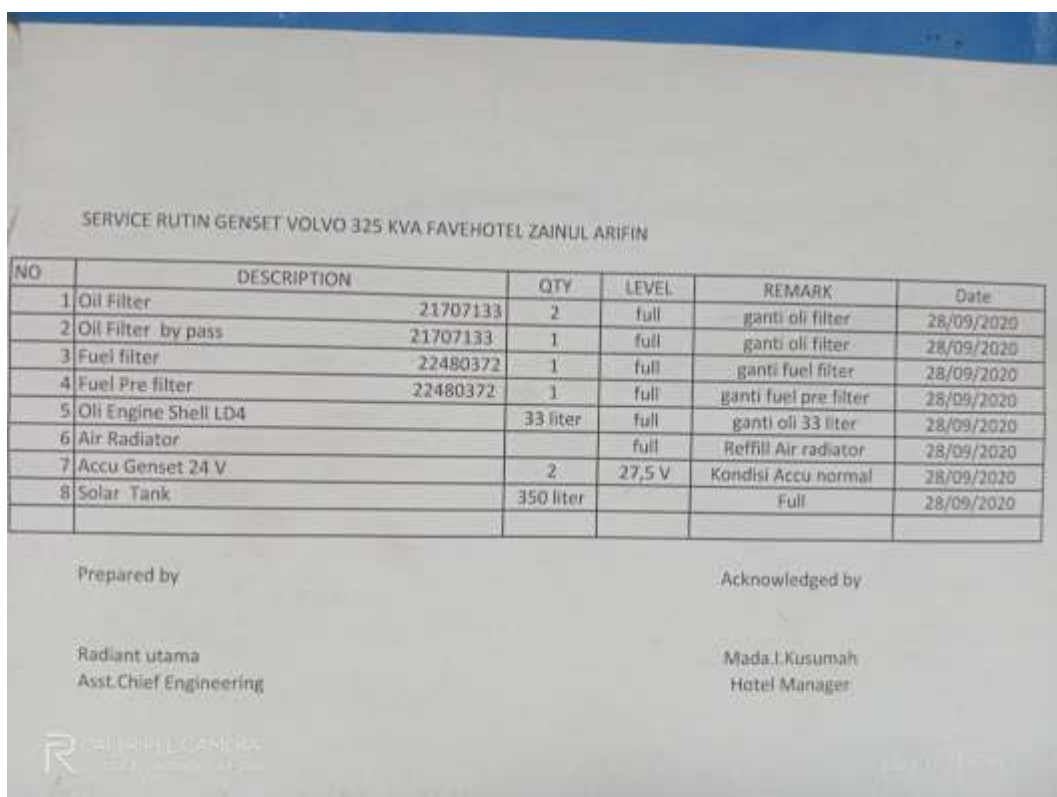 SERVICE RUTIN GENSET VOLVO 325 KVA FAVEHOTEL ZAINUL ARIFIN
NO DESCRIPTION QTY LEVEL REMARK Date
1 Oil Filter 21707133 2 full ganti oli filter 28/09/2020
2 Oil Filter by pass 21707133 1 full ganti oli filter 28/09/2020
3 Fuel filter 22480372 1 full ganti fuel filter 28/09/2020
4 Fuel Pre filter 22480372 1 full ganti fuel pre filter 28/09/2020
5 Oli Engine Shell LD4 33 liter full ganti oli 33 liter 28/09/2020
6 Air Radiator full Reffill Air radiator 28/09/2020
7 Accu Genset 24 V 2 27,5 V Kondisi Accu normal 28/09/2020
8 Solar Tank 350 liter Full 28/09/2020
Prepared by Acknowledged by
Radiant utama Mada.I.Kusumah
Asst.Chief Engineering Hotel Manager
R